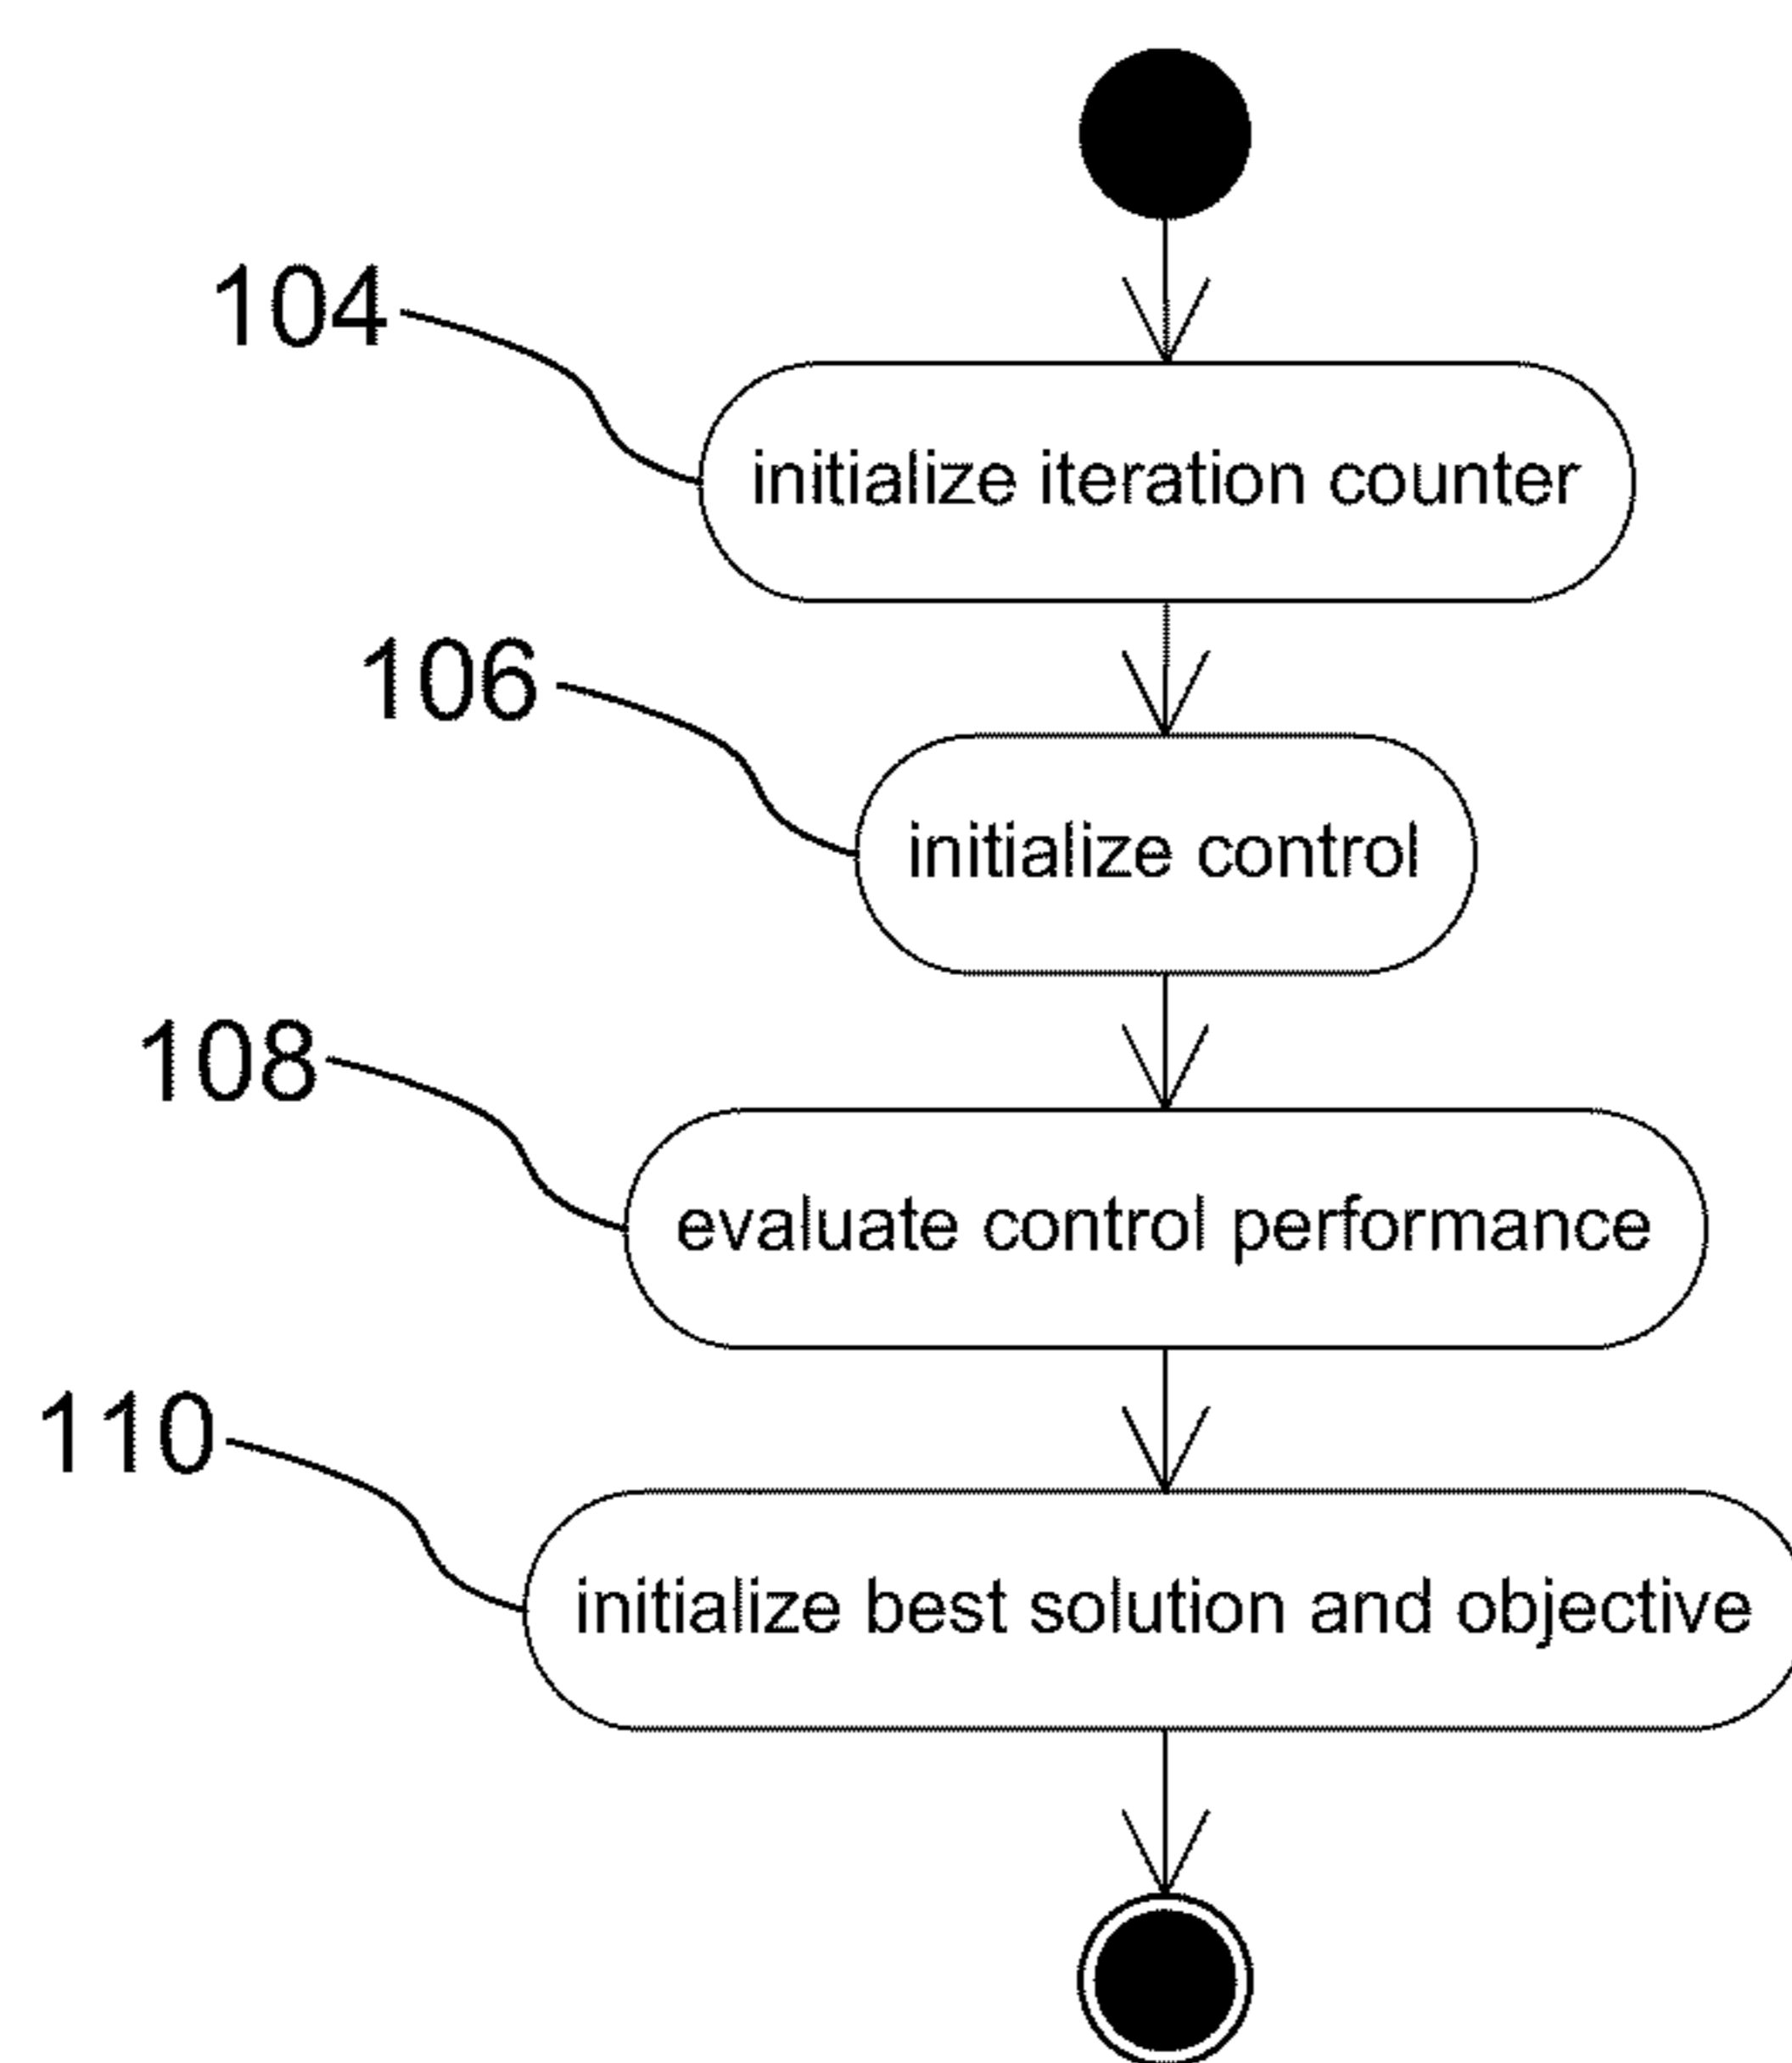 104
initialize iteration counter
106
initialize control
108
evaluate control performance
110
initialize best solution and objective